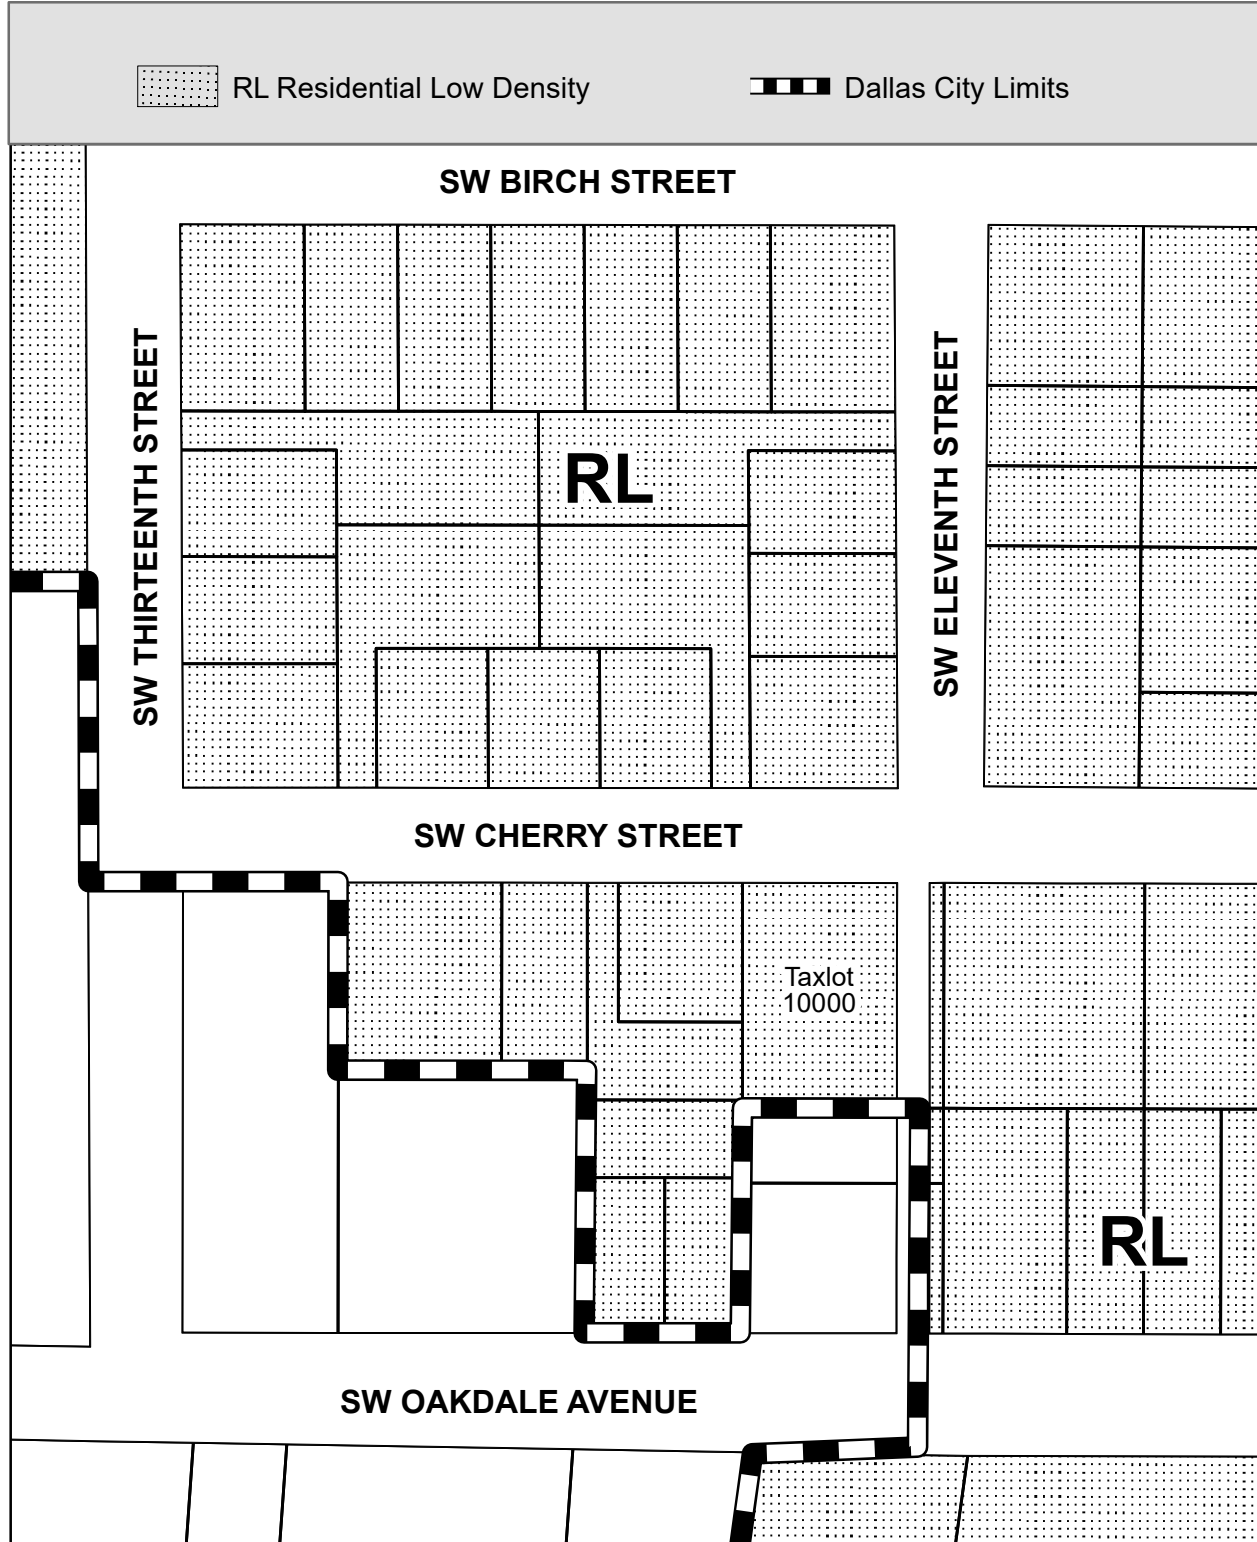 RL Residential Low Density
Dallas City Limits
SW BIRCH STREET
SW THIRTEENTH STREET
RL
SW ELEVENTH STREET
SW CHERRY STREET
Taxlot
10000
RL
SW OAKDALE AVENUE